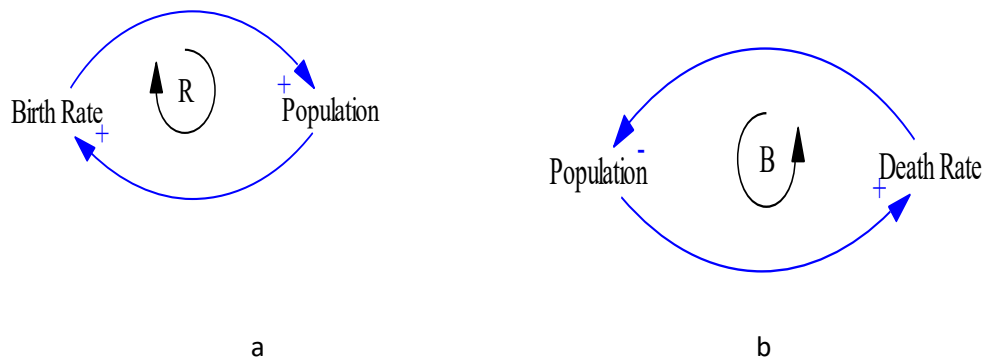 R
+
Birth Rate
+
Population
a
-
B
Population
Death Rate
+
b